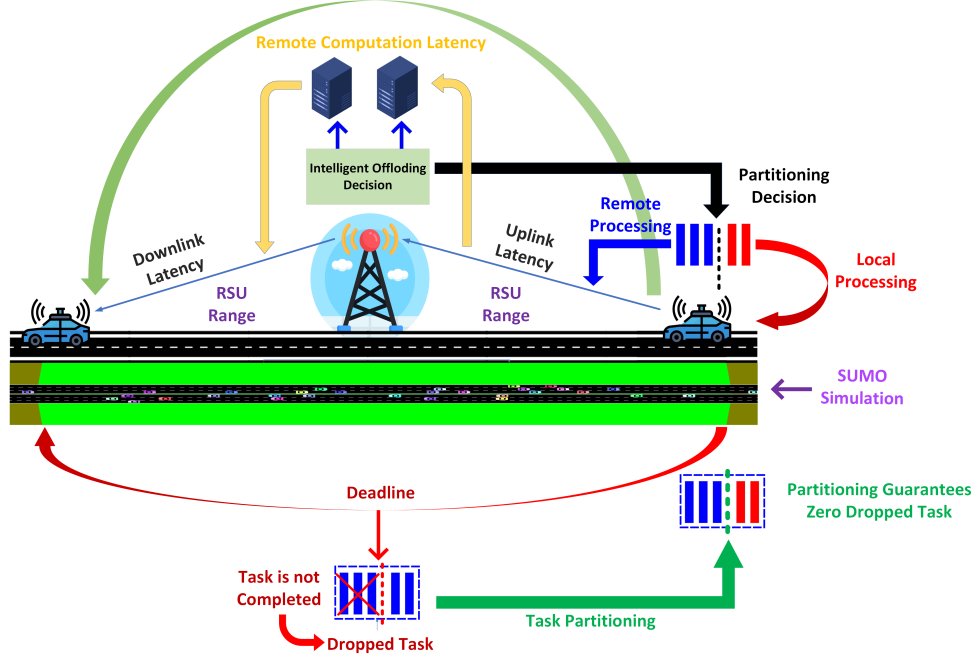 Remote Computation Latency
Intelligent Offloding
Decision
Partitioning
Decision
Remote
Processing
Downlink
Latency
Uplink
Latency
Local
Processing
RSU
Range
RSU
Range
SUMO
Simulation
Deadline
Partitioning Guarantees
Zero Dropped Task
Task is not
Completed
Task Partitioning
Dropped Task